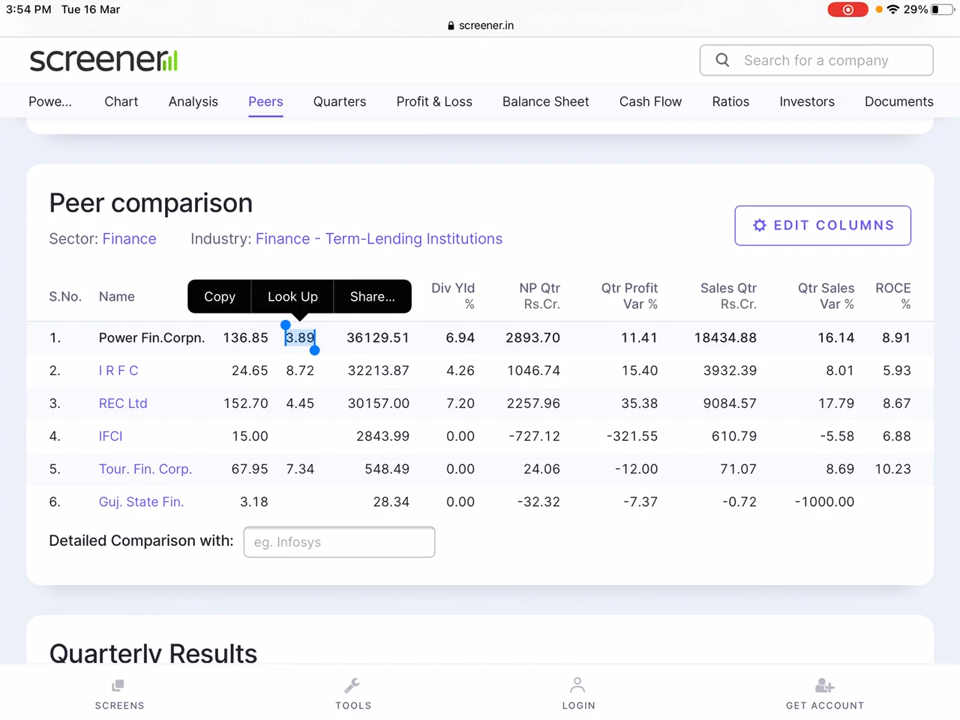 3:54 PM Tue 16 Mar 29%
screener.in
screener Search for a company
Powe... Chart Analysis Peers Quarters Profit & Loss Balance Sheet Cash Flow Ratios Investors Documents
Peer comparison
EDIT COLUMNS
Sector: Finance Industry: Finance - Term-Lending Institutions
Copy Look Up Share...
S.No. Name Div Yld % NP Qtr Rs.Cr. Qtr Profit Var % Sales Qtr Rs.Cr. Qtr Sales Var % ROCE %
1. Power Fin.Corpn. 136.85 3.89 36129.51 6.94 2893.70 11.41 18434.88 16.14 8.91
2. I R F C 24.65 8.72 32213.87 4.26 1046.74 15.40 3932.39 8.01 5.93
3. REC Ltd 152.70 4.45 30157.00 7.20 2257.96 35.38 9084.57 17.79 8.67
4. IFCI 15.00 2843.99 0.00 -727.12 -321.55 610.79 -5.58 6.88
5. Tour. Fin. Corp. 67.95 7.34 548.49 0.00 24.06 -12.00 71.07 8.69 10.23
6. Guj. State Fin. 3.18 28.34 0.00 -32.32 -7.37 -0.72 -1000.00
Detailed Comparison with: eg. Infosys
Quarterly Results
SCREENS TOOLS LOGIN GET ACCOUNT